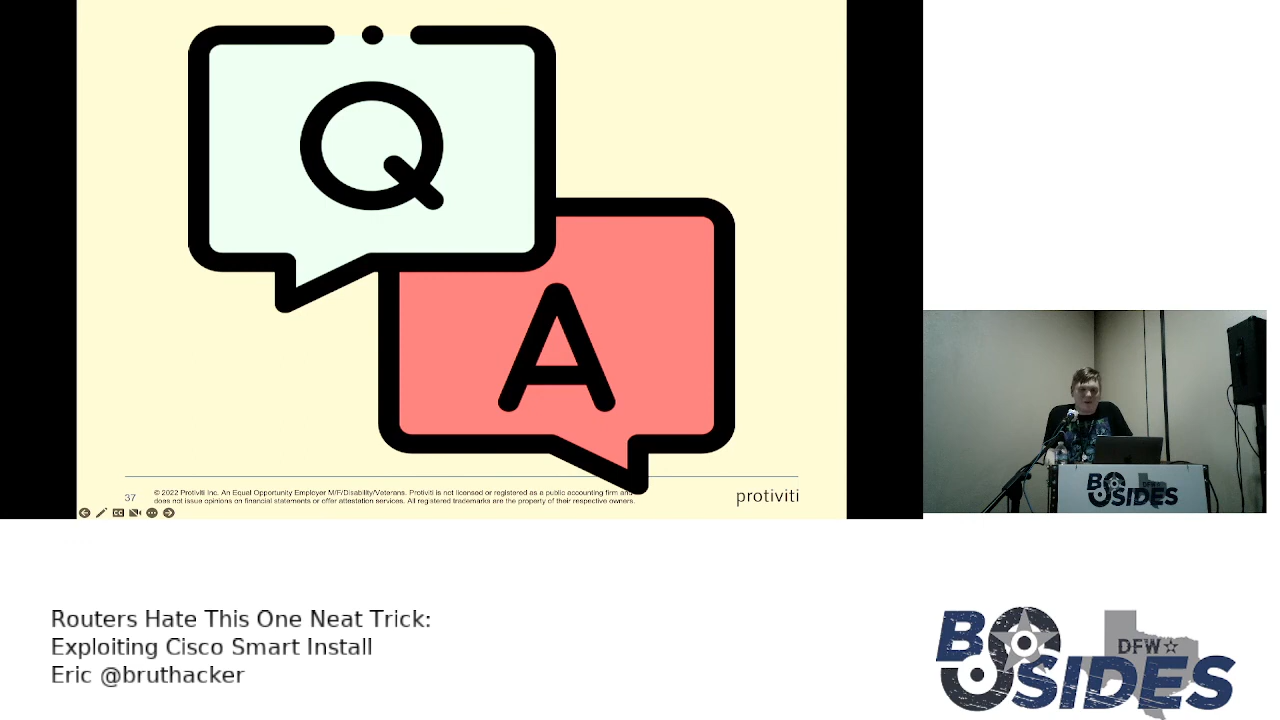 Q
A
37
© 2022 Protiviti Inc. An Equal Opportunity Employer M/F/Disability/Veterans. Protiviti is not licensed or registered as a public accounting firm and
does not issue opinions on financial statements or offer attestation services. All registered trademarks are the property of their respective owners.
protiviti
BSIDES
Routers Hate This One Neat Trick:
Exploiting Cisco Smart Install
Eric @bruthacker
BSIDES
DFW